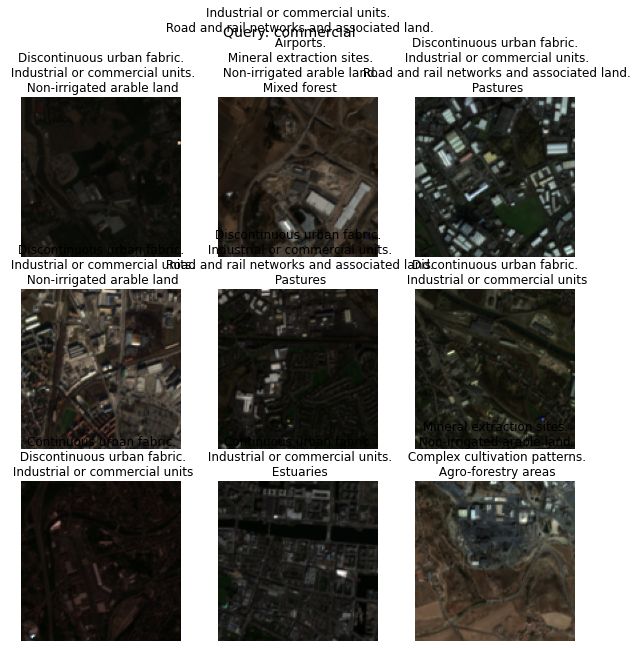 Query: commercial
Discontinuous urban fabric.
Industrial or commercial units.
Non-irrigated arable land
Industrial or commercial units.
Road and rail networks and associated land.
Airports.
Mineral extraction sites.
Non-irrigated arable land.
Mixed forest
Discontinuous urban fabric.
Industrial or commercial units.
Road and rail networks and associated land.
Pastures
Discontinuous urban fabric.
Industrial or commercial units.
Non-irrigated arable land
Discontinuous urban fabric.
Industrial or commercial units.
Road and rail networks and associated land.
Pastures
Discontinuous urban fabric.
Industrial or commercial units
Continuous urban fabric.
Discontinuous urban fabric.
Industrial or commercial units
Continuous urban fabric.
Industrial or commercial units.
Estuaries
Mineral extraction sites.
Non-irrigated arable land.
Complex cultivation patterns.
Agro-forestry areas